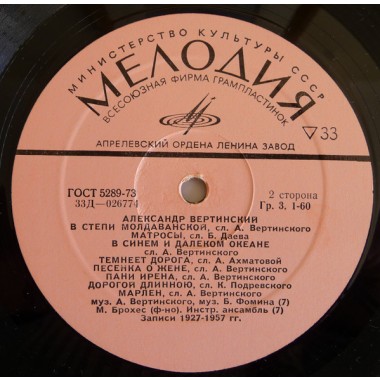 МИНИСТЕРСТВО КУЛЬТУРЫ СССР
МЕЛОДИЯ
ВСЕСОЮЗНАЯ ФИРМА ГРАМПЛАСТИНОК
▽33
АПРЕЛЕВСКИЙ ОРДЕНА ЛЕНИНА ЗАВОД
ГОСТ 5289-73
2 сторона
33Д—026774
Гр. 3. 1-60
АЛЕКСАНДР ВЕРТИНСКИЙ
В СТЕПИ МОЛДАВАНСКОЙ, сл. А. Вертинского
МАТРОСЫ, сл. Б. Даева
В СИНЕМ И ДАЛЕКОМ ОКЕАНЕ
сл. А. Вертинского
ТЕМНЕЕТ ДОРОГА, сл. А. Ахматовой
ПЕСЕНКА О ЖЕНЕ, сл. А. Вертинского
ПАНИ ИРЕНА, сл. А. Вертинского
ДОРОГОЙ ДЛИННОЮ, сл. К. Подревского
МАРЛЕН, сл. А. Вертинского
муз. А. Вертинского, муз. Б. Фомина (7)
М. Брохес (ф-но). Инстр. ансамбль (7)
Записи 1927-1957 гг.